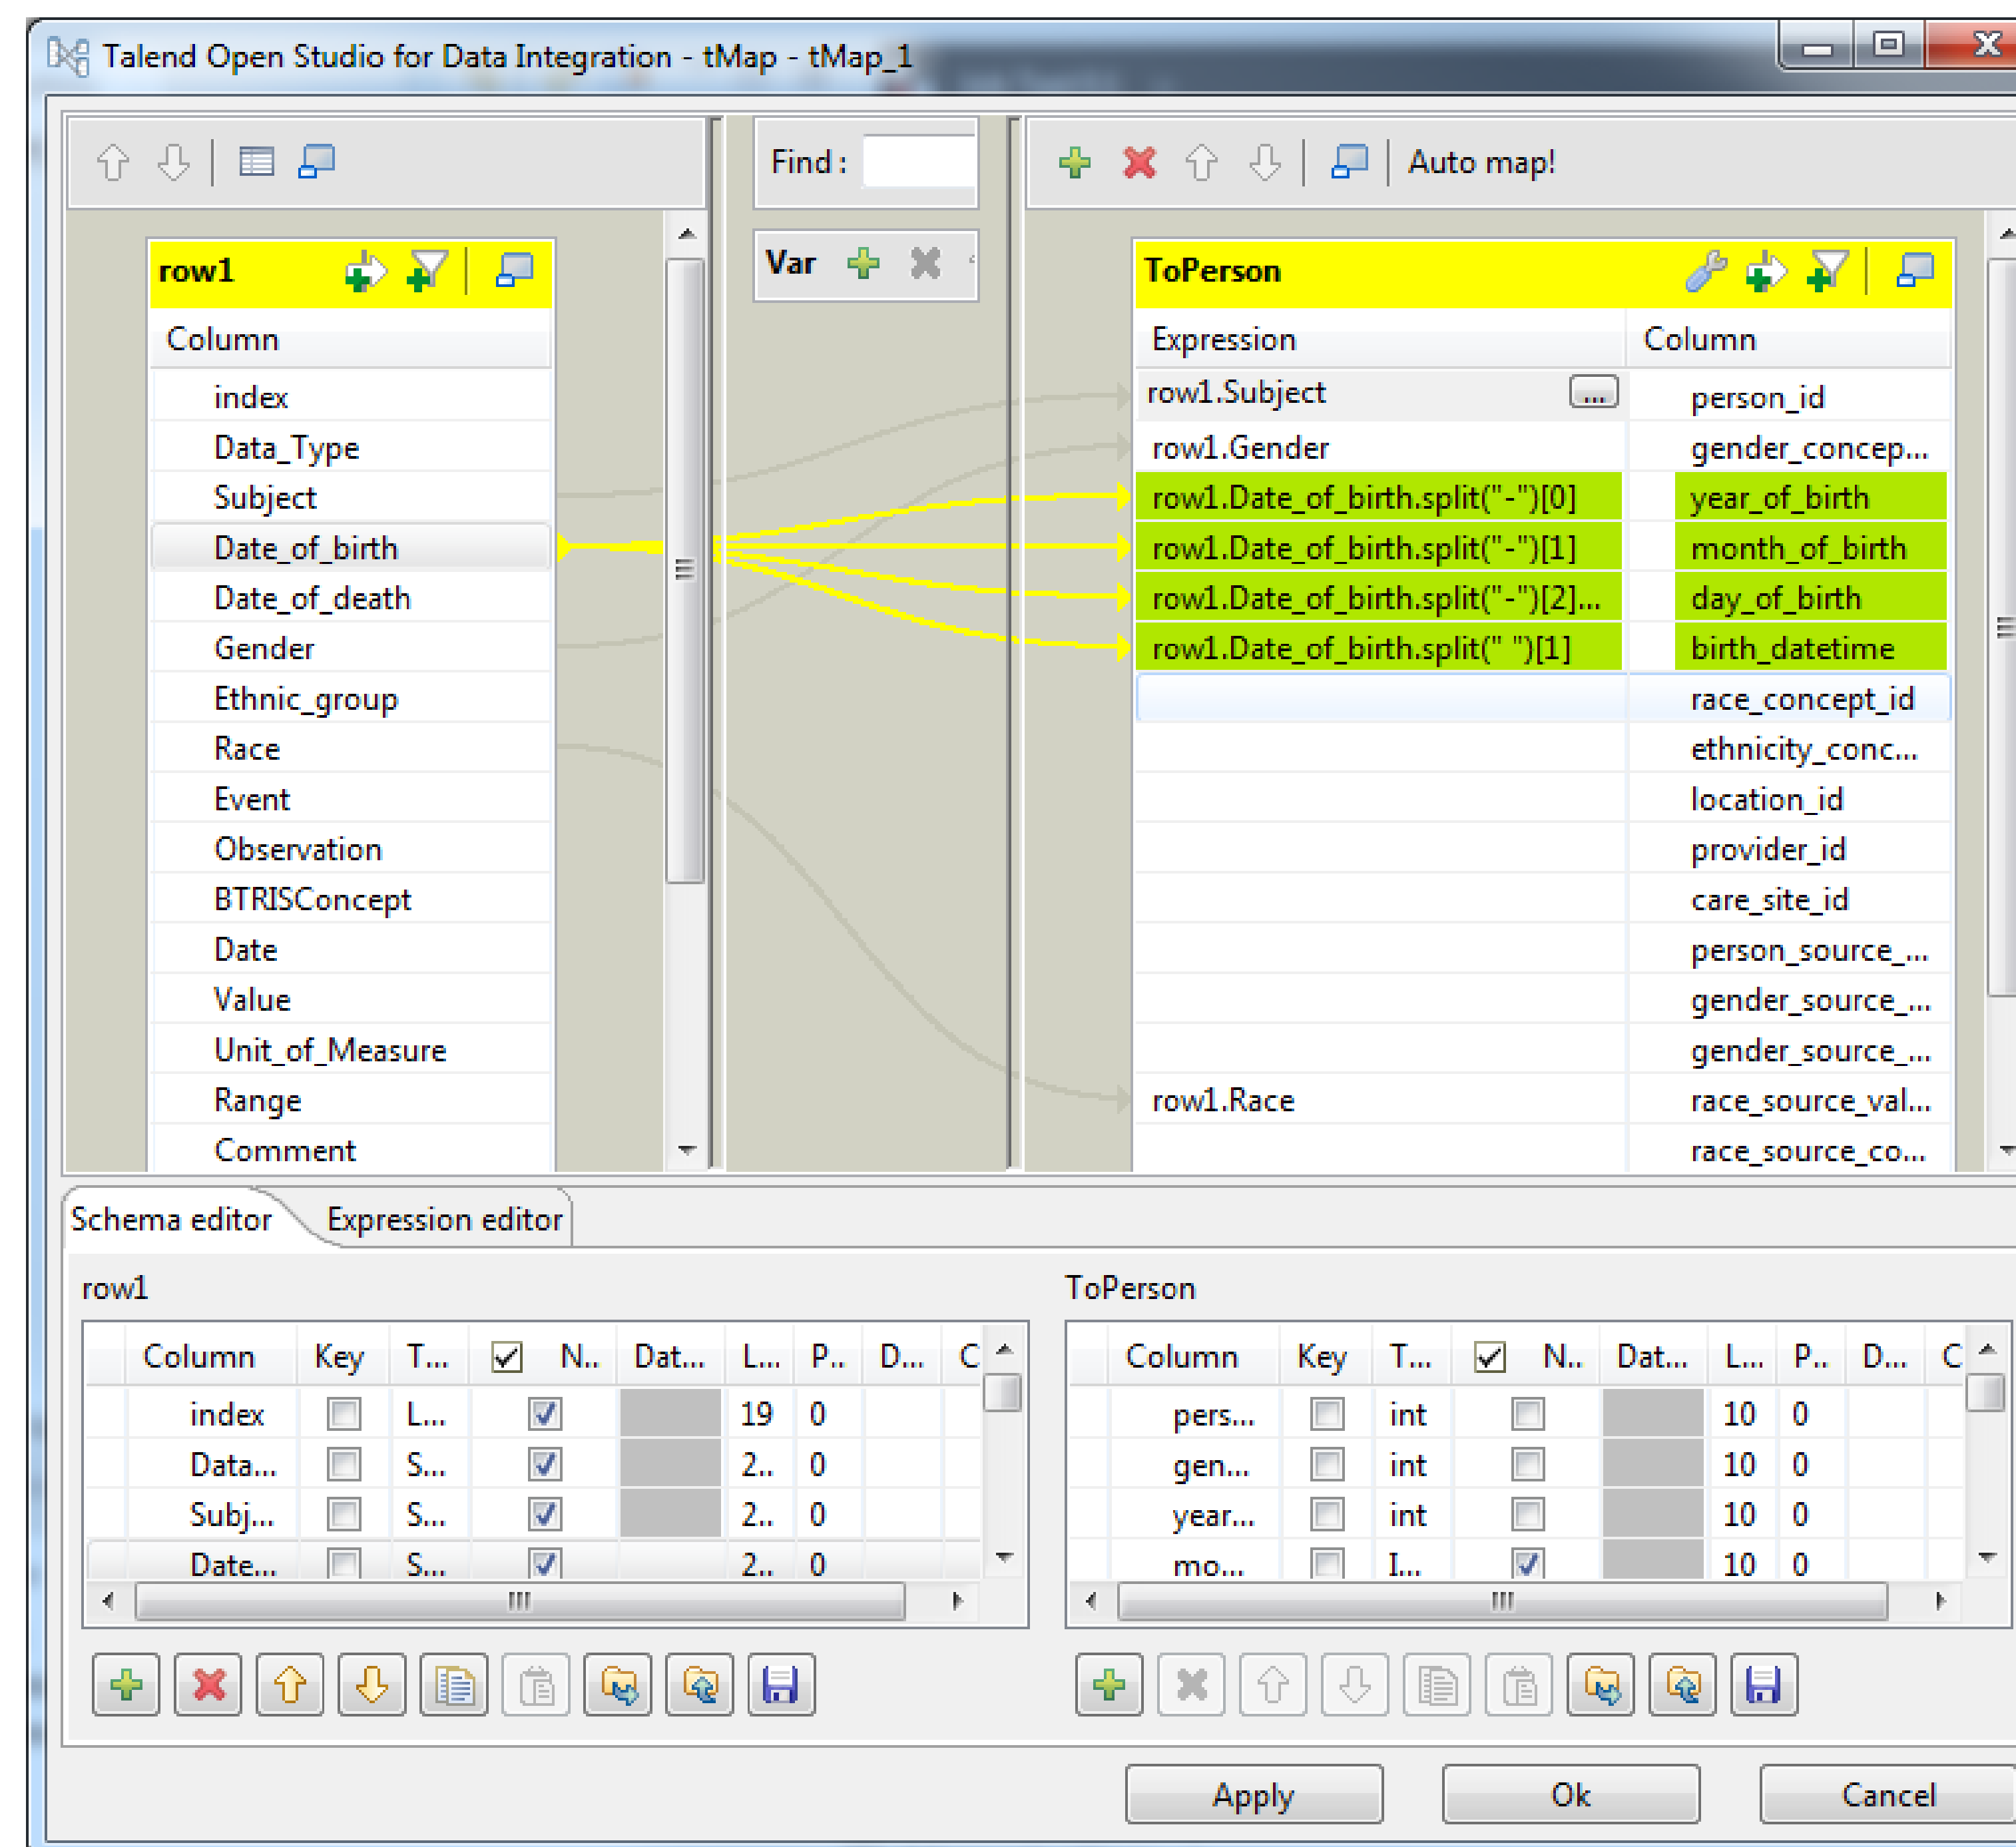 Talend Open Studio for Data Integration - tMap - tMap_1
Find :
Auto map!
row1
Var
ToPerson
Column
Expression Column
index
row1.Subject ... person_id
Data_Type
row1.Gender gender_concep...
Subject
row1.Date_of_birth.split("-")[0] year_of_birth
Date_of_birth
row1.Date_of_birth.split("-")[1] month_of_birth
Date_of_death
row1.Date_of_birth.split("-")[2]... day_of_birth
Gender
row1.Date_of_birth.split(" ")[1] birth_datetime
Ethnic_group
race_concept_id
Race
ethnicity_conc...
Event
location_id
Observation
provider_id
BTRISConcept
care_site_id
Date
person_source_...
Value
gender_source_...
Unit_of_Measure
gender_source_...
Range
row1.Race race_source_val...
Comment
race_source_co...
Schema editor Expression editor
row1
ToPerson
Column Key T... N.. Dat... L... P.. D... C
Column Key T... N.. Dat... L... P.. D... C
index L... 19 0
pers... int 10 0
Data... S... 2.. 0
gen... int 10 0
Subj... S... 2.. 0
year... int 10 0
Date... S... 2.. 0
mo... I... 10 0
Apply Ok Cancel